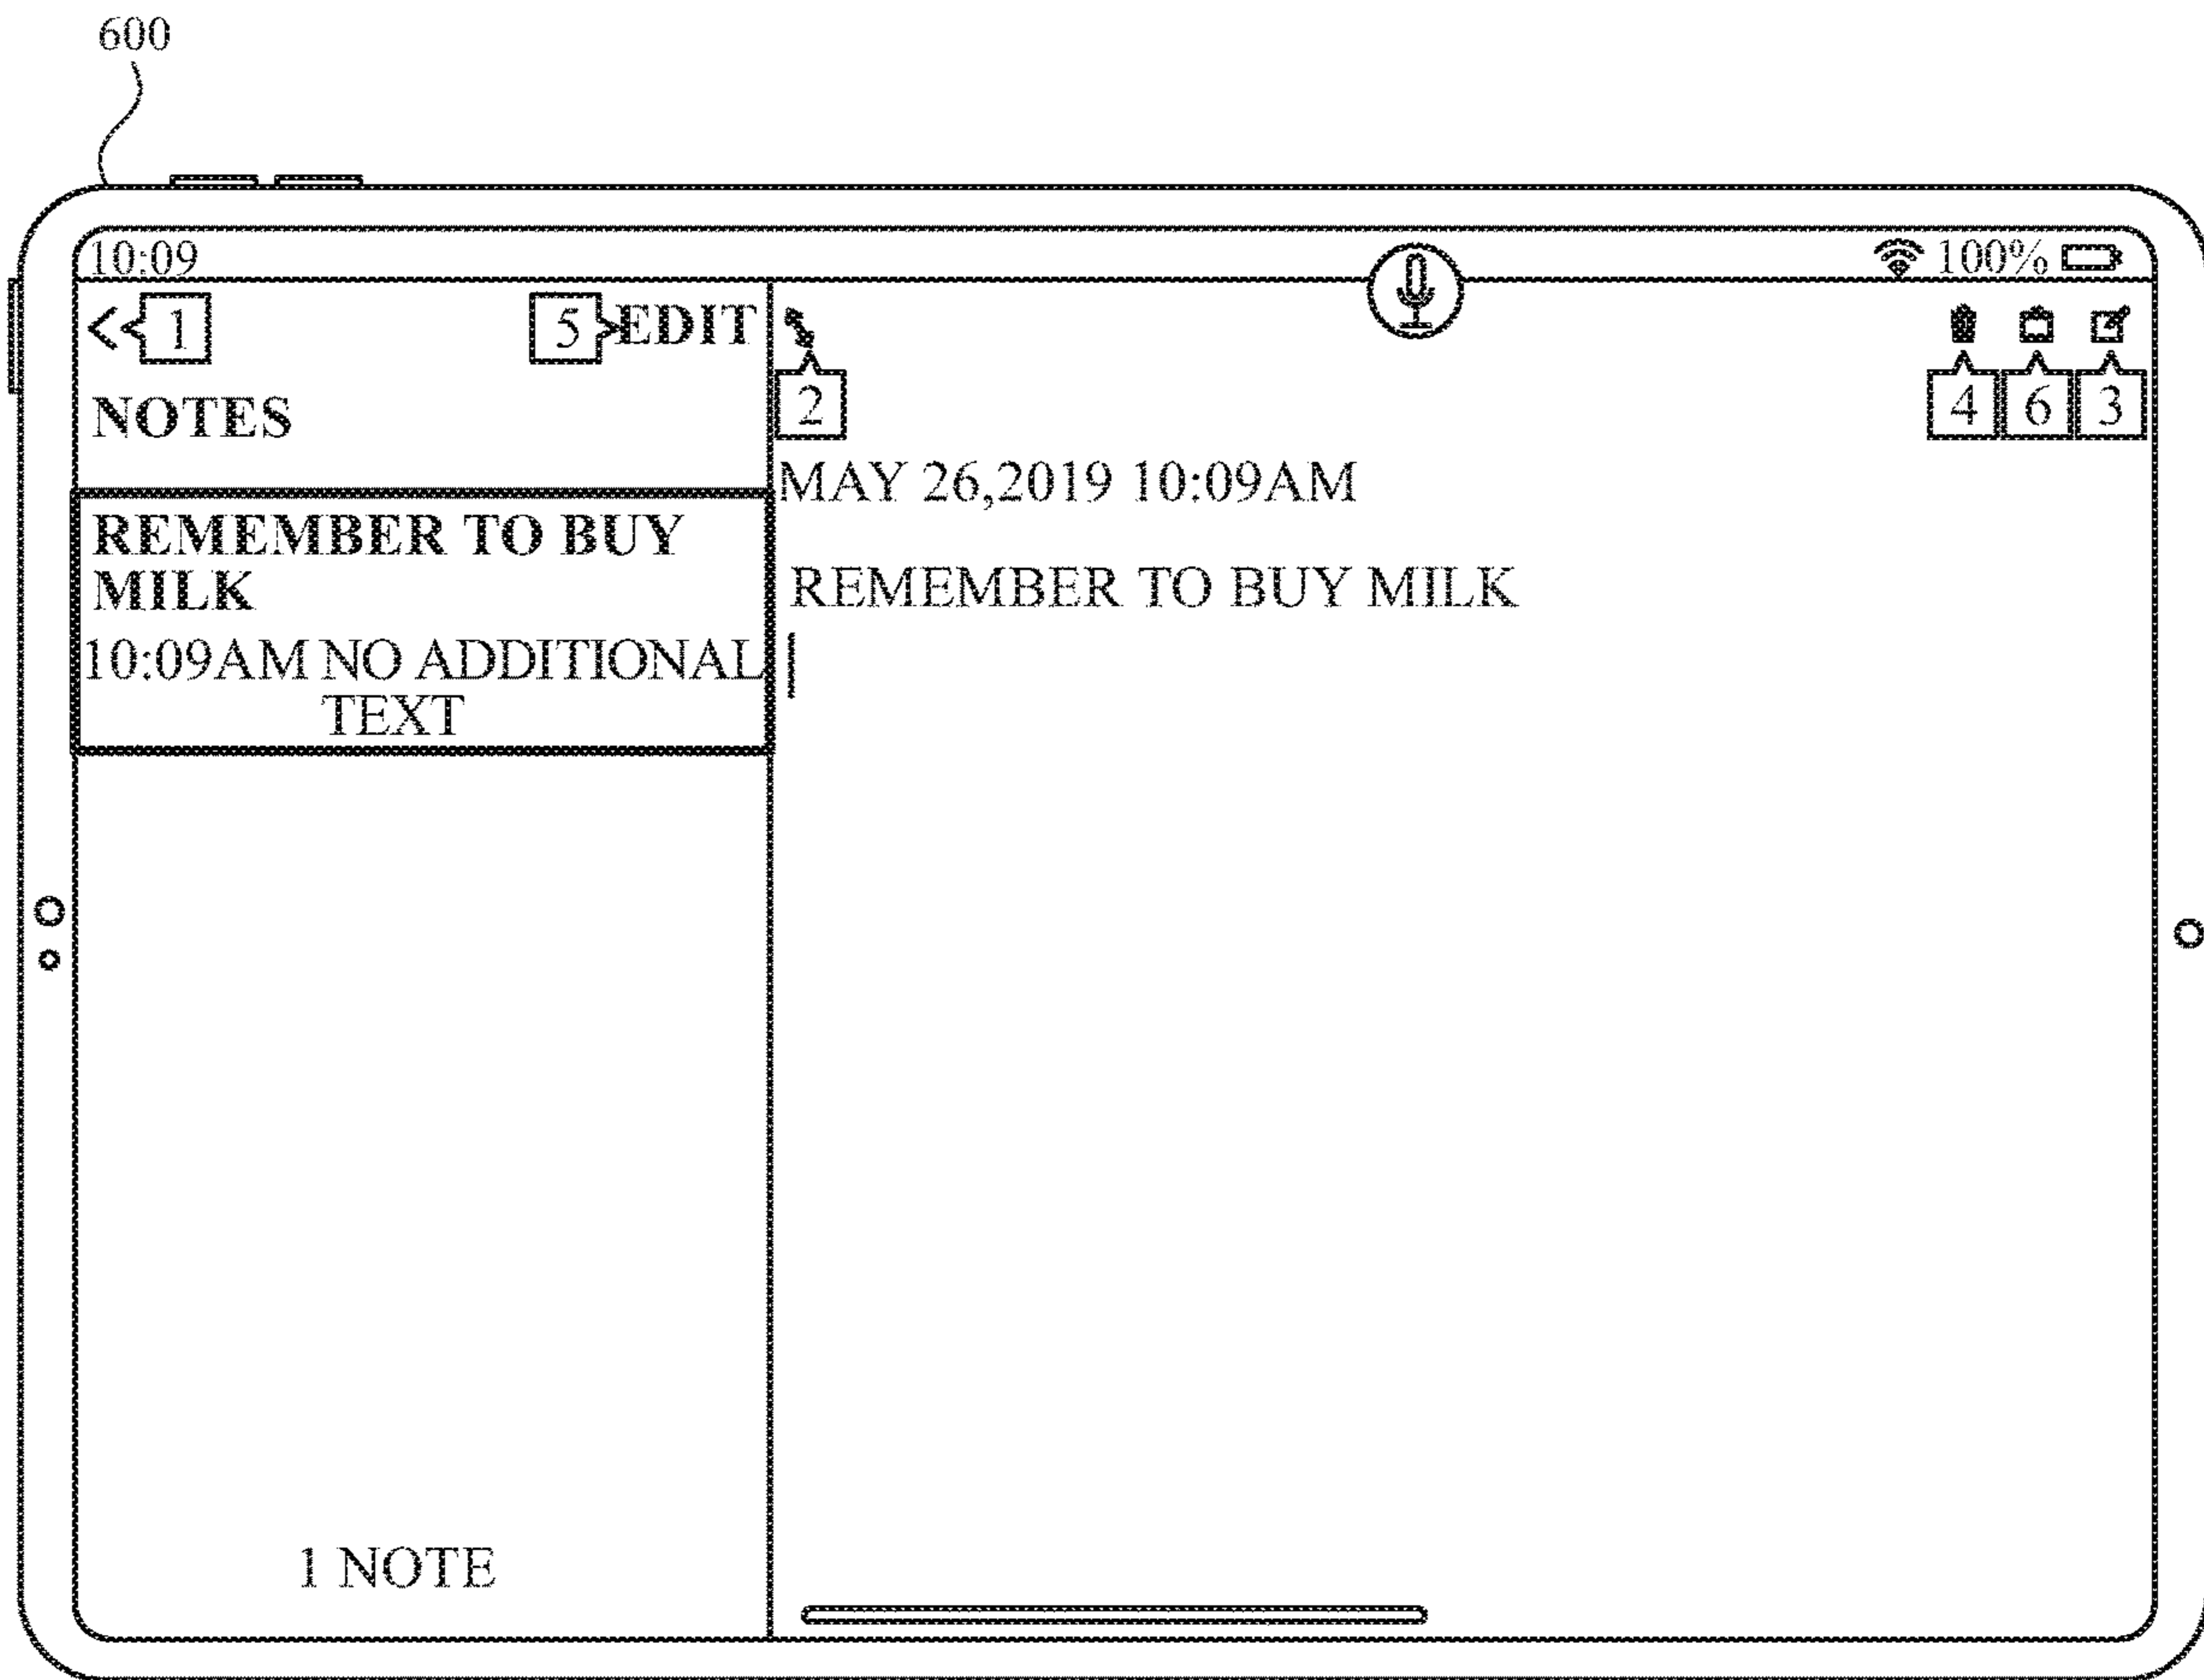 600
10:09
100%
1
5
EDIT
2
4
6
3
NOTES
MAY 26,2019 10:09AM
REMEMBER TO BUY
MILK
REMEMBER TO BUY MILK
10:09AM NO ADDITIONAL
TEXT
1 NOTE